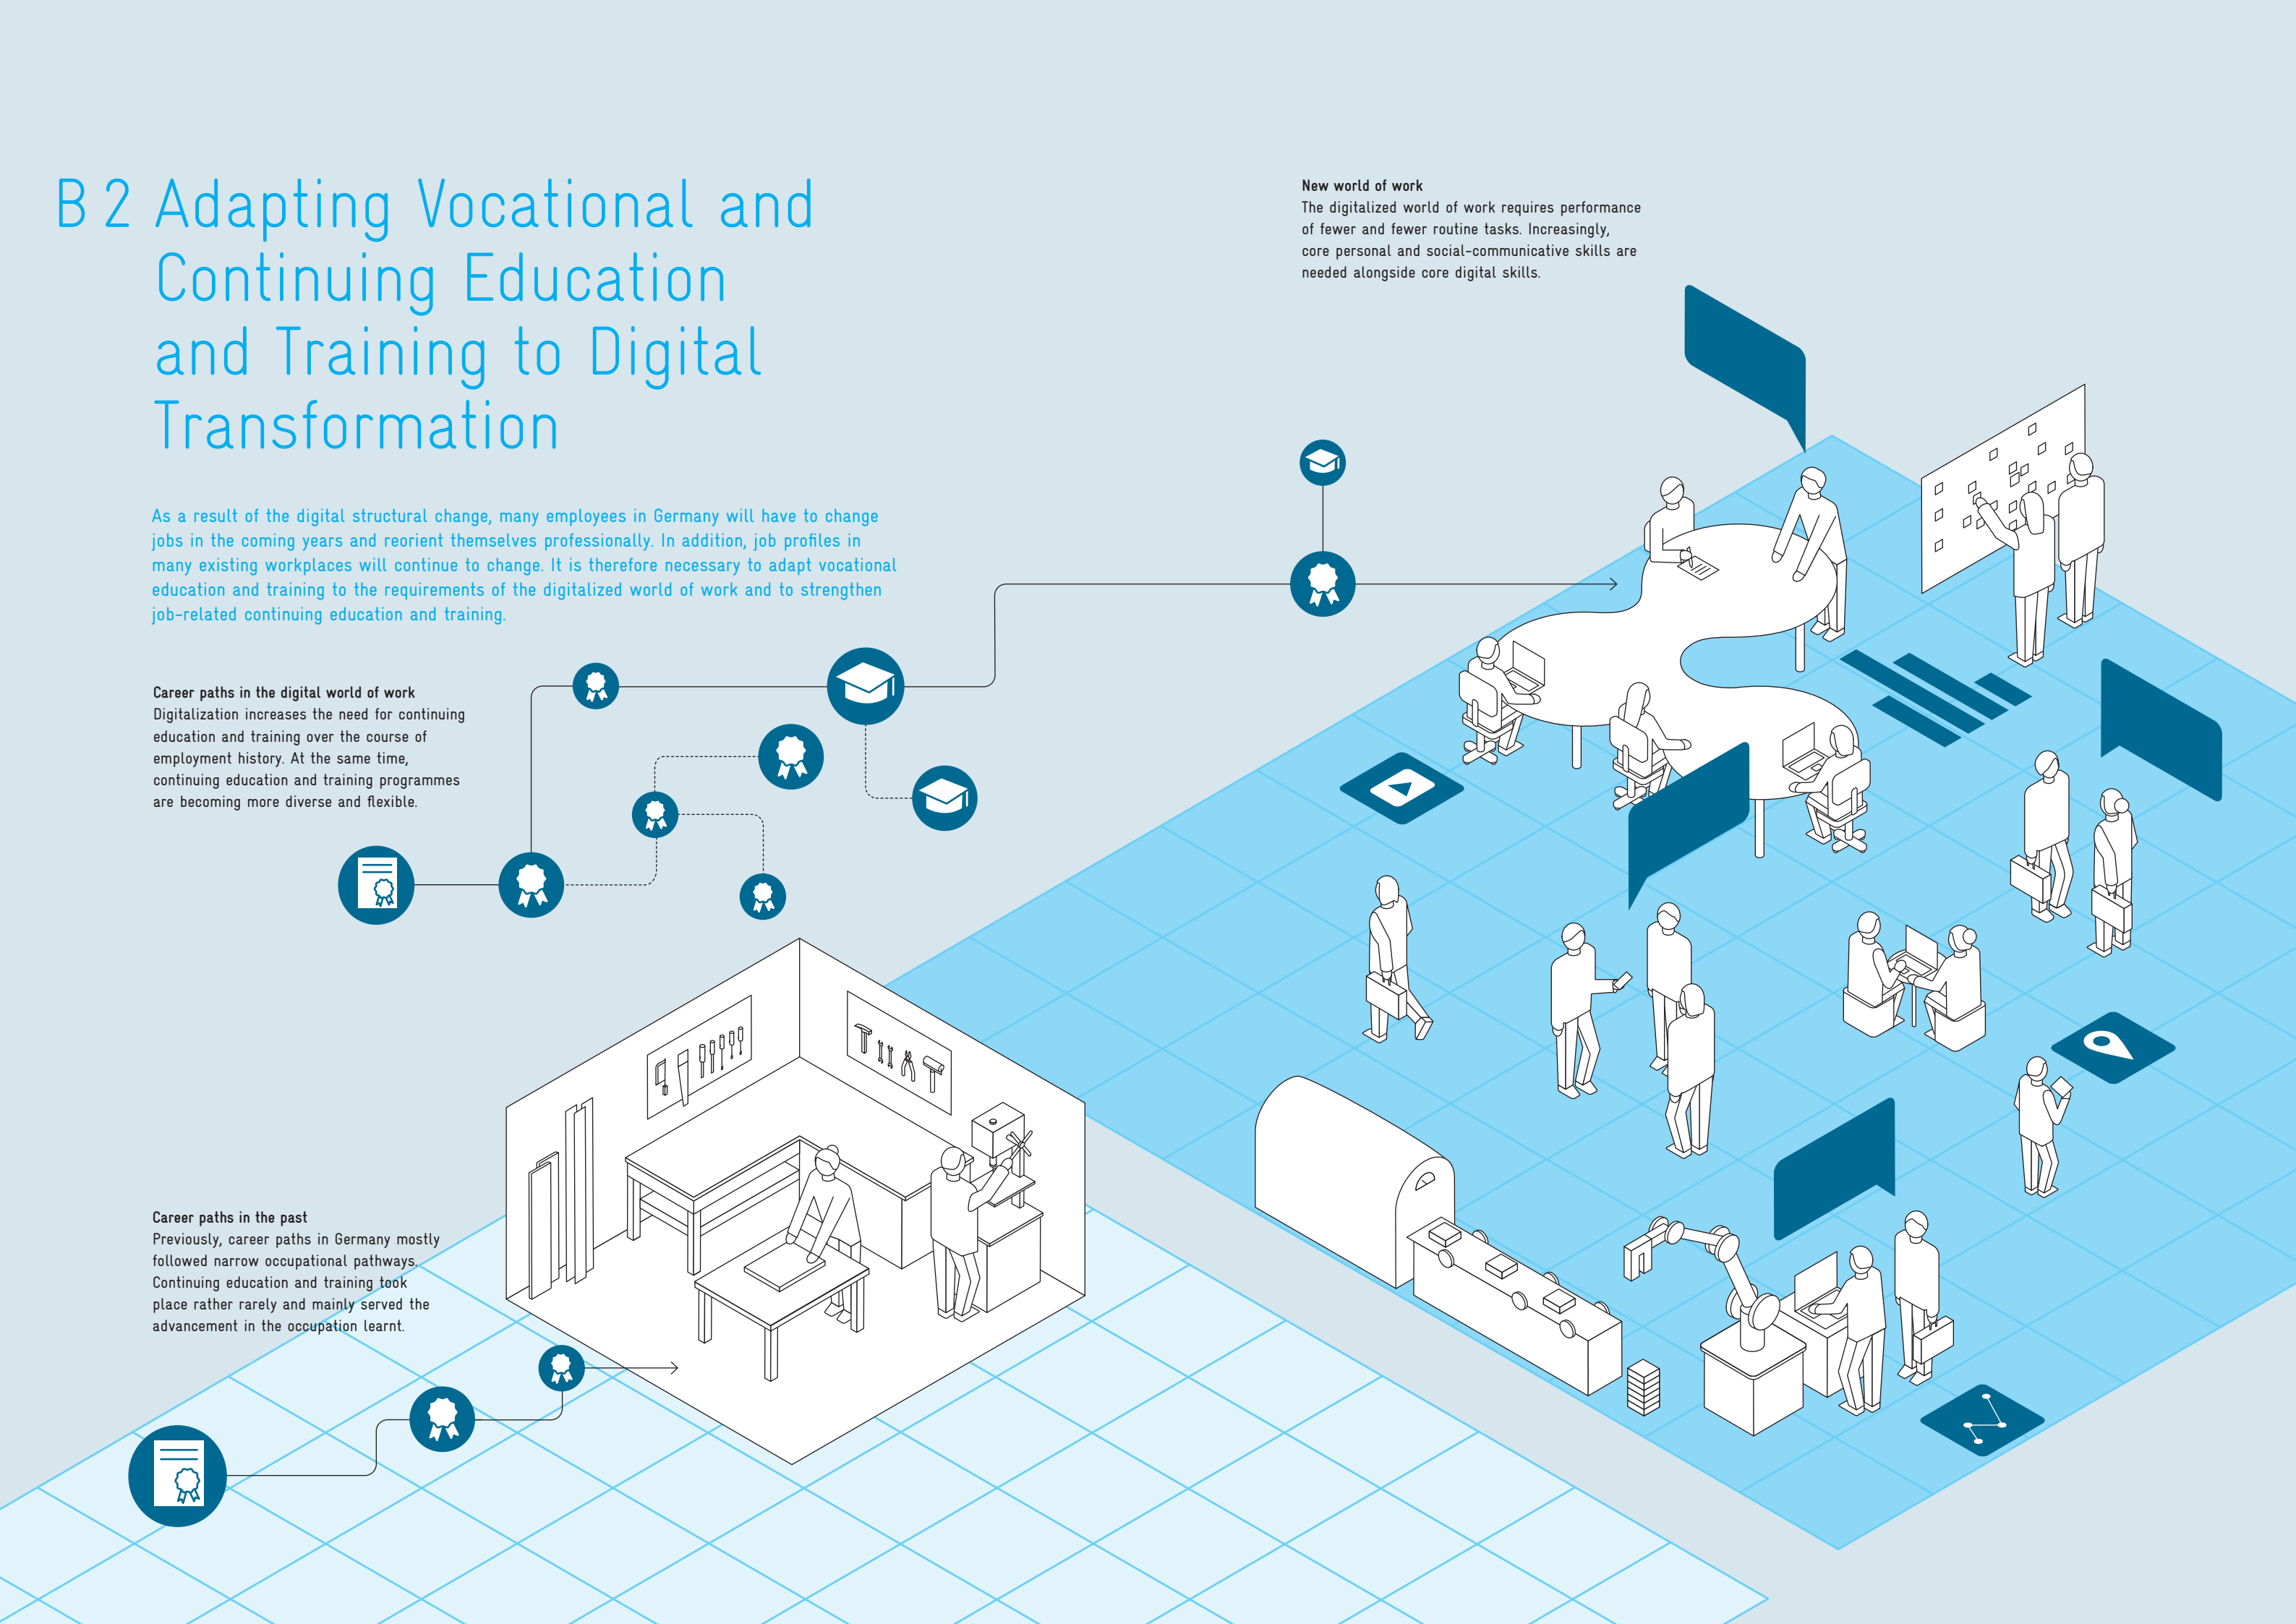 B 2 Adapting Vocational and
Continuing Education
and Training to Digital
Transformation
As a result of the digital structural change, many employees in Germany will have to change
jobs in the coming years and reorient themselves professionally. In addition, job profiles in
many existing workplaces will continue to change. It is therefore necessary to adapt vocational
education and training to the requirements of the digitalized world of work and to strengthen
job-related continuing education and training.
New world of work
The digitalized world of work requires performance
of fewer and fewer routine tasks. Increasingly,
core personal and social-communicative skills are
needed alongside core digital skills.
Career paths in the digital world of work
Digitalization increases the need for continuing
education and training over the course of
employment history. At the same time,
continuing education and training programmes
are becoming more diverse and flexible.
Career paths in the past
Previously, career paths in Germany mostly
followed narrow occupational pathways.
Continuing education and training took
place rather rarely and mainly served the
advancement in the occupation learnt.